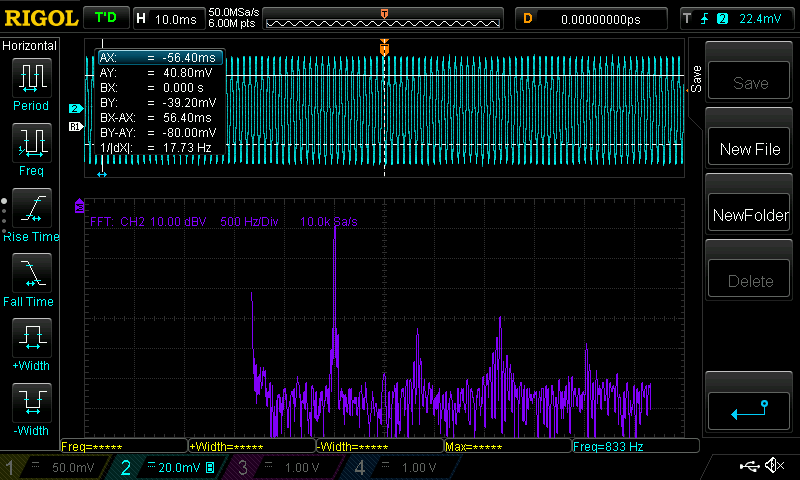 RIGOL T'D H 10.0ms 50.0MSa/s 6.00M pts T D 0.00000000ps T 2 22.4mV
Horizontal
Period
Freq
Rise Time
Fall Time
+Width
-Width
T
2
R1
AX: = -56.40ms
AY: = 40.80mV
BX: = 0.000 s
BY: = -39.20mV
BX-AX: = 56.40ms
BY-AY: = -80.00mV
1/|dX|: = 17.73 Hz
FFT: CH2 10.00 dBV 500 Hz/Div 10.0k Sa/s
Save
Save
New File
NewFolder
Delete
Freq=***** +Width=***** -Width=***** Max=***** Freq=833 Hz
1 50.0mV 2 20.0mV B 3 1.00 V 4 1.00 V